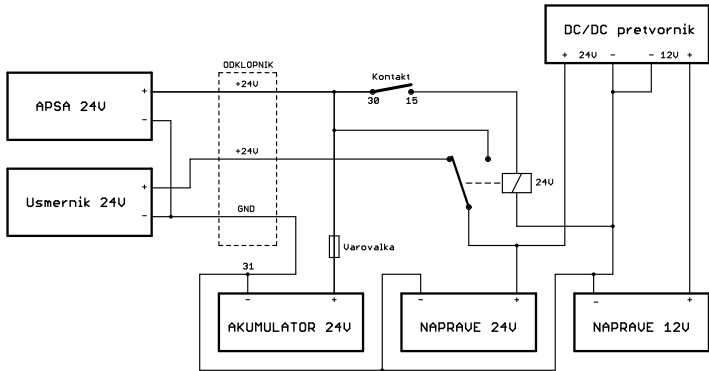 DC/DC pretvornik
+ 24V - - 12V +
ODKLOPNIK
+24V
Kontakt
30 15
APSA 24V
+
-
+24V
24V
Usmernik 24V
+
-
GND
Varovalka
31
- +
AKUMULATOR 24V
- +
NAPRAVE 24V
- +
NAPRAVE 12V